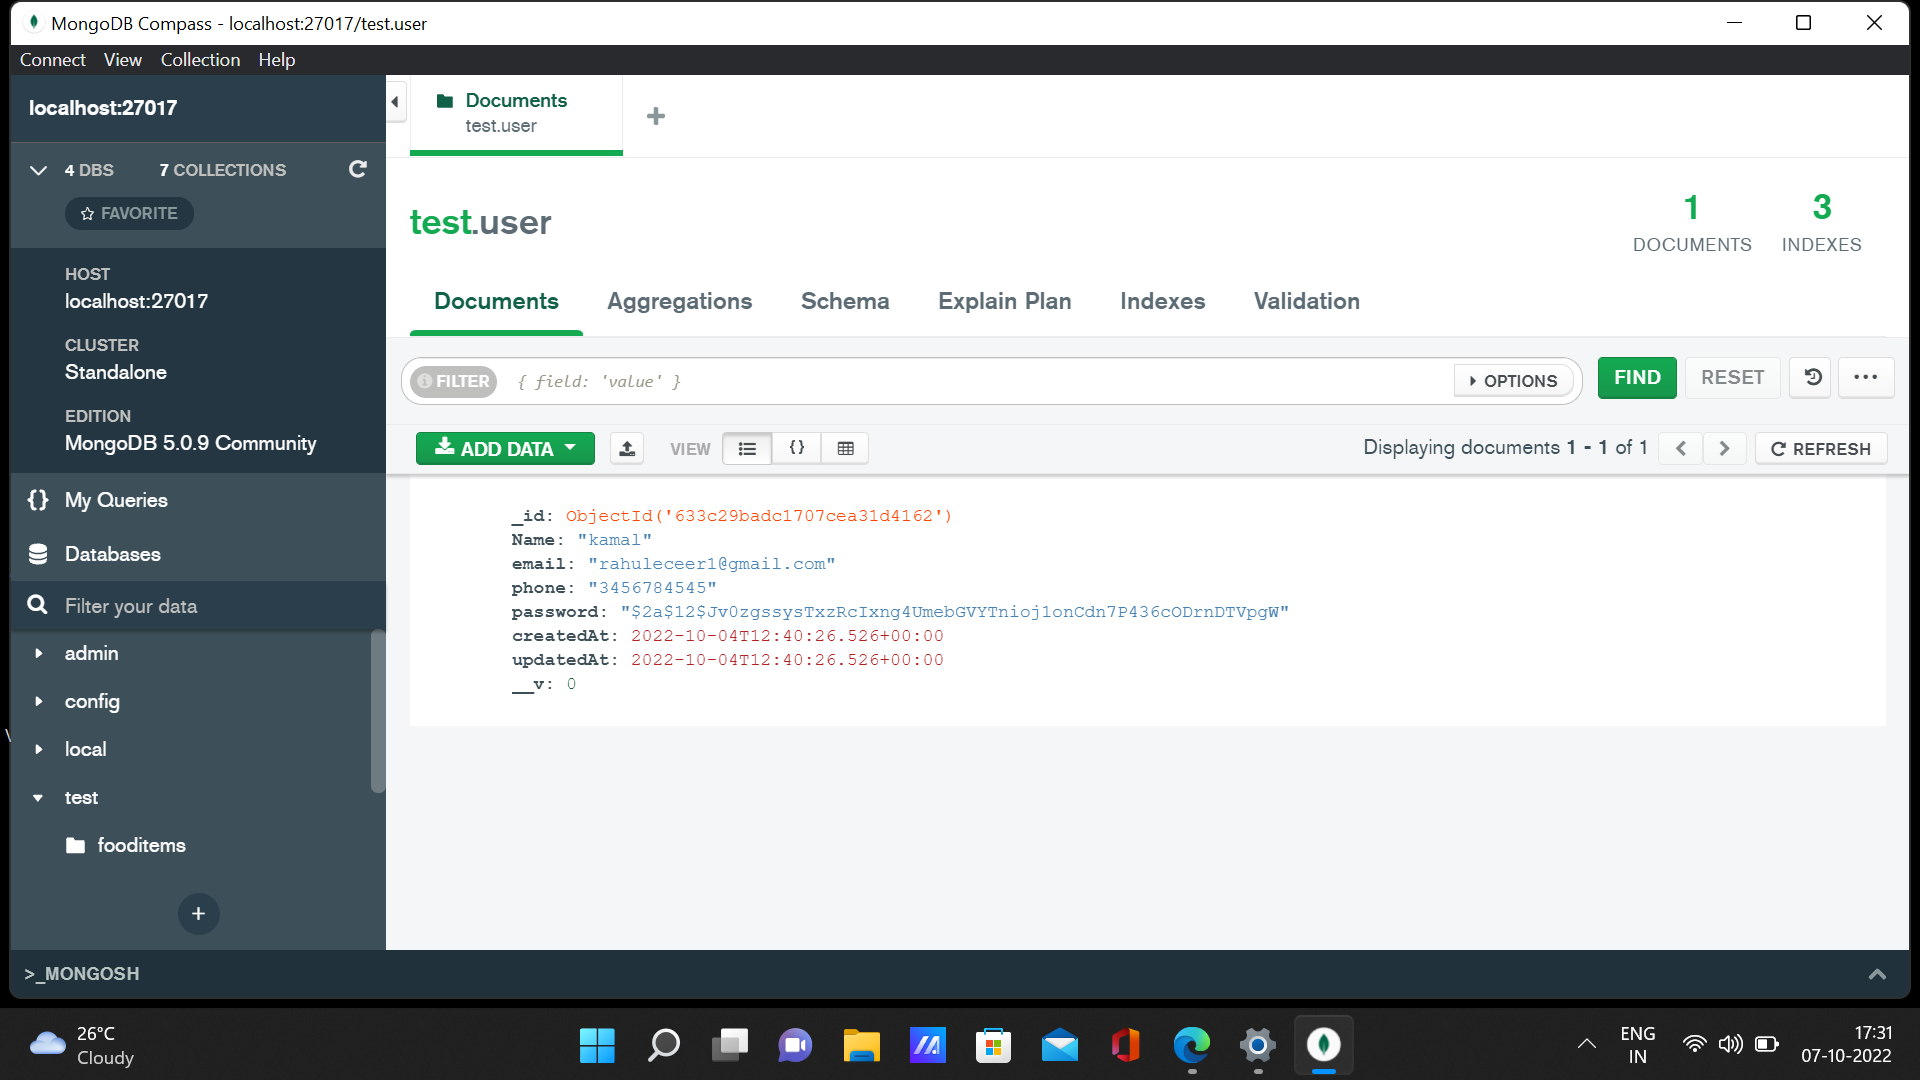 MongoDB Compass - localhost:27017/test.user
Connect View Collection Help
localhost:27017
4 DBS 7 COLLECTIONS
FAVORITE
HOST
localhost:27017
CLUSTER
Standalone
EDITION
MongoDB 5.0.9 Community
My Queries
Databases
Filter your data
admin
config
local
test
fooditems
+
Documents
test.user
+
test.user
1
DOCUMENTS
3
INDEXES
Documents Aggregations Schema Explain Plan Indexes Validation
FILTER { field: 'value' } OPTIONS FIND RESET ...
ADD DATA VIEW {} Displaying documents 1 - 1 of 1 < > REFRESH
_id: ObjectId('633c29badc1707cea31d4162')
Name: "kamal"
email: "rahuleceer1@gmail.com"
phone: "3456784545"
password: "$2a$12$Jv0zgssysTxzRcIxng4UmebGVYTnioj1onCdn7P436cODrnDTVpgW"
createdAt: 2022-10-04T12:40:26.526+00:00
updatedAt: 2022-10-04T12:40:26.526+00:00
__v: 0
>_MONGOSH
26°C
Cloudy
ENG
IN
17:31
07-10-2022